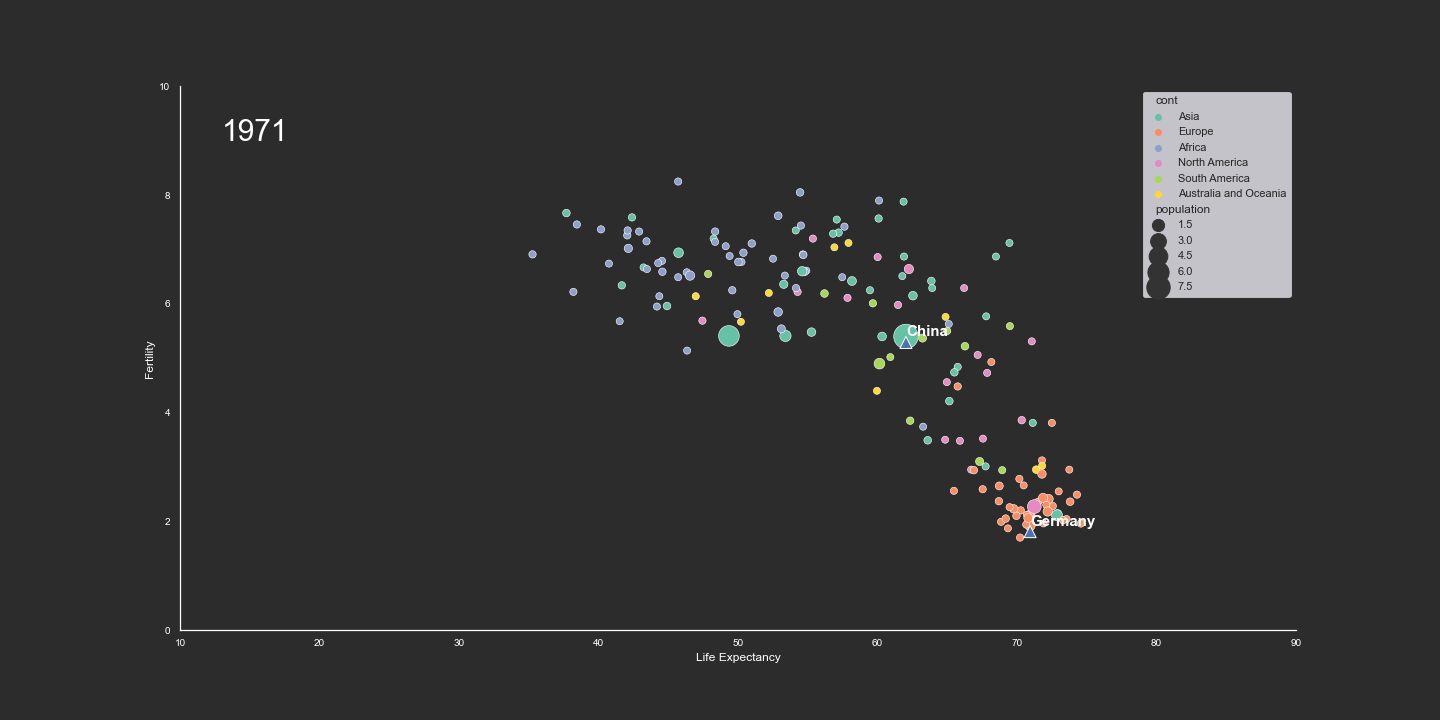 1971
Fertility
10
8
6
4
2
0
10 20 30 40 50 60 70 80 90
Life Expectancy
China
Germany
cont
Asia
Europe
Africa
North America
South America
Australia and Oceania
population
1.5
3.0
4.5
6.0
7.5